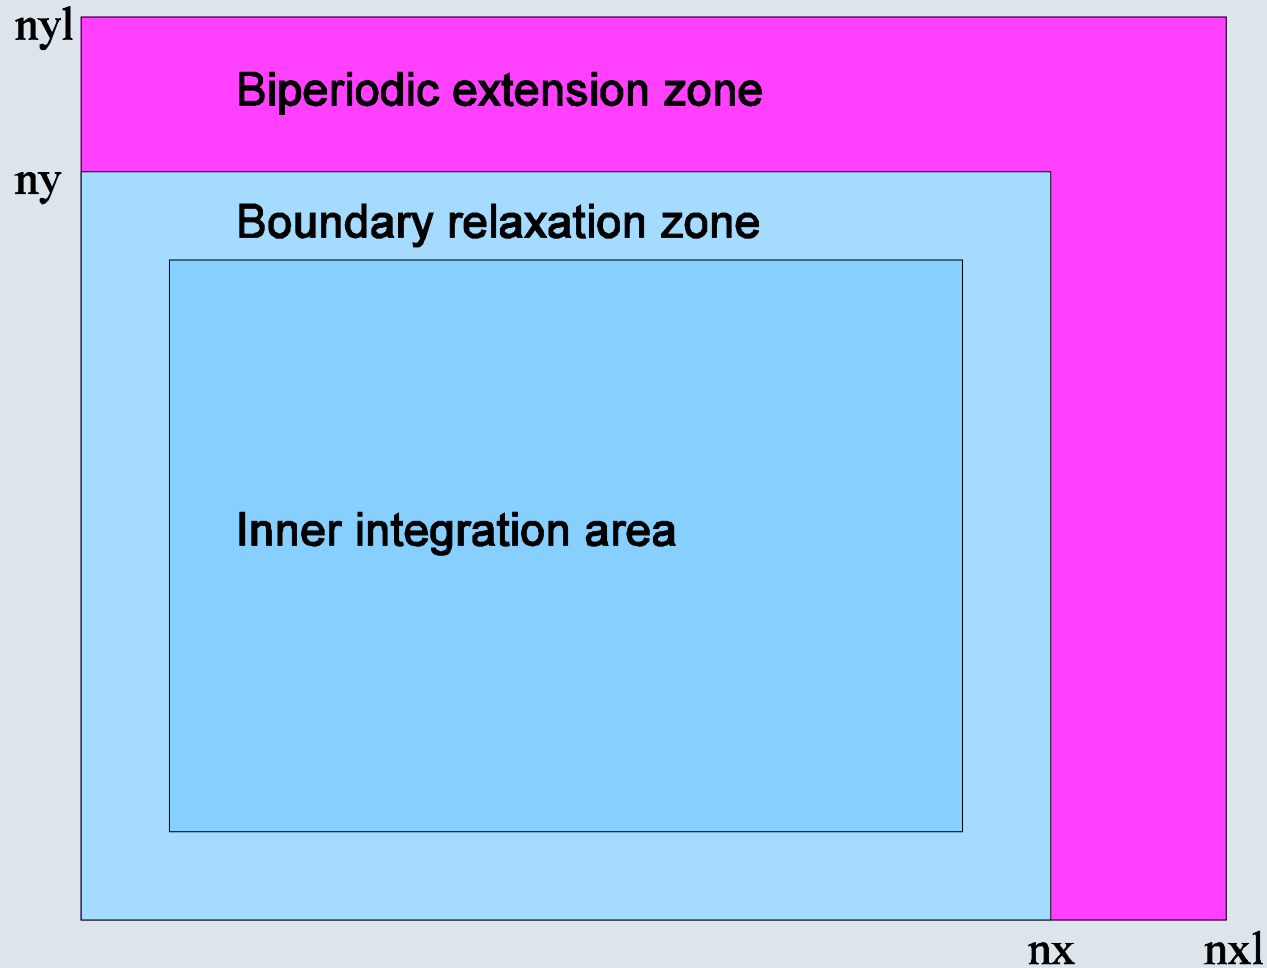 nyl
Biperiodic extension zone
ny
Boundary relaxation zone
Inner integration area
nx
nxl